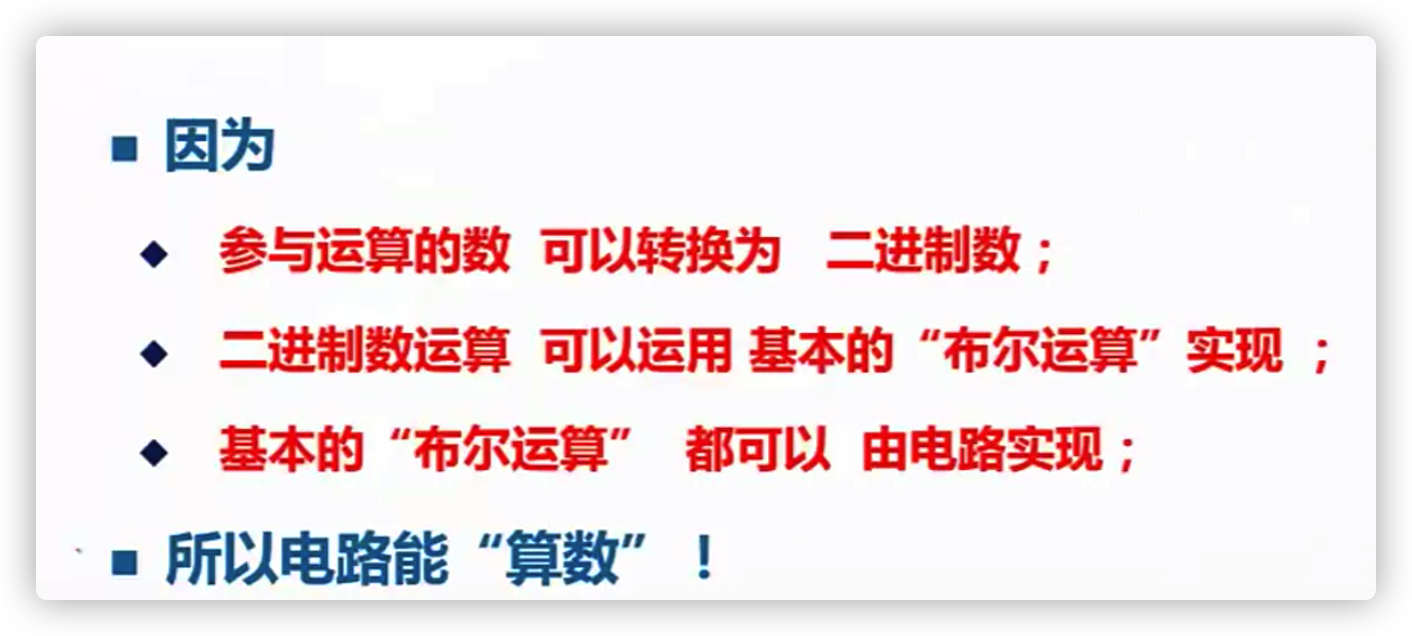 ■ 因为
◆ 参与运算的数 可以转换为 二进制数；
◆ 二进制数运算 可以运用 基本的“布尔运算”实现 ；
◆ 基本的“布尔运算” 都可以 由电路实现；
■ 所以电路能“算数” ！